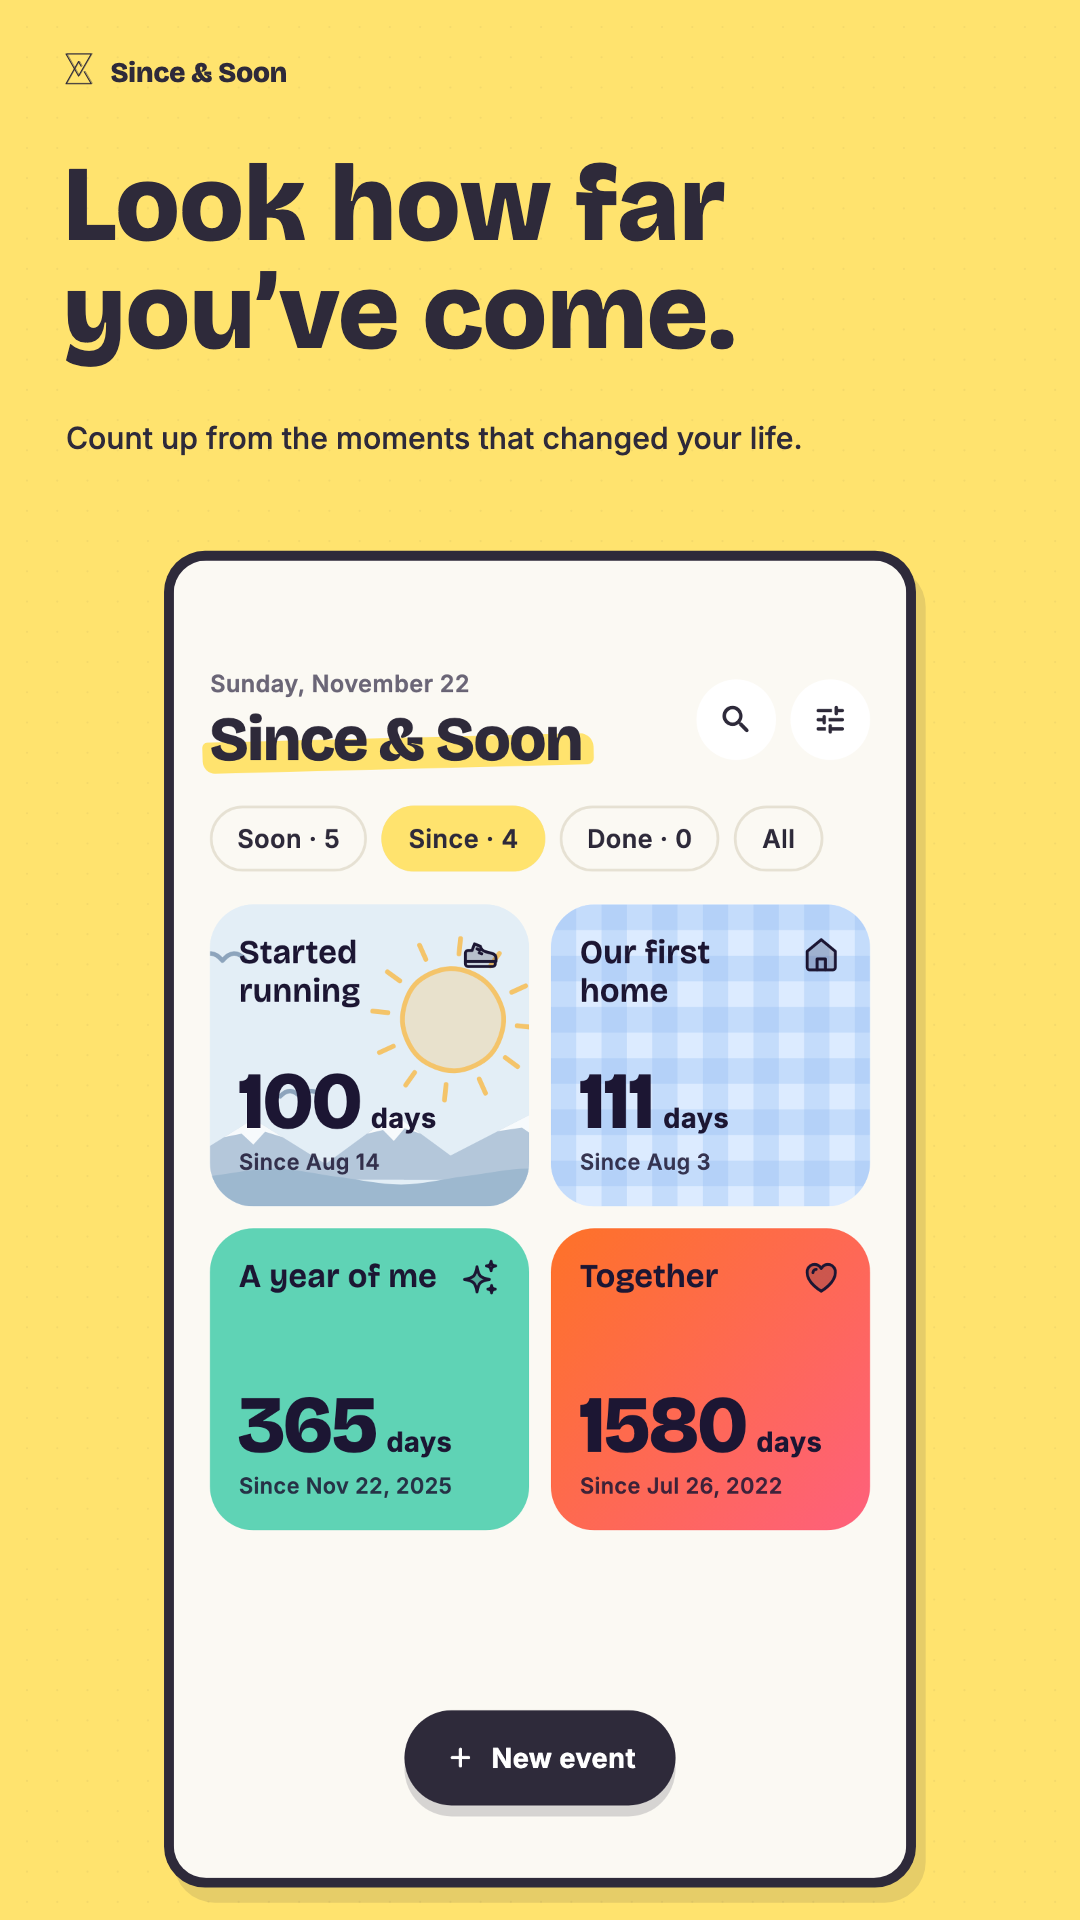 Since & Soon
Look how far
you’ve come.
Count up from the moments that changed your life.
Sunday, November 22
Since & Soon
Soon · 5
Since · 4
Done · 0
All
Started
running
100 days
Since Aug 14
Our first
home
111 days
Since Aug 3
A year of me
365 days
Since Nov 22, 2025
Together
1580 days
Since Jul 26, 2022
+ New event